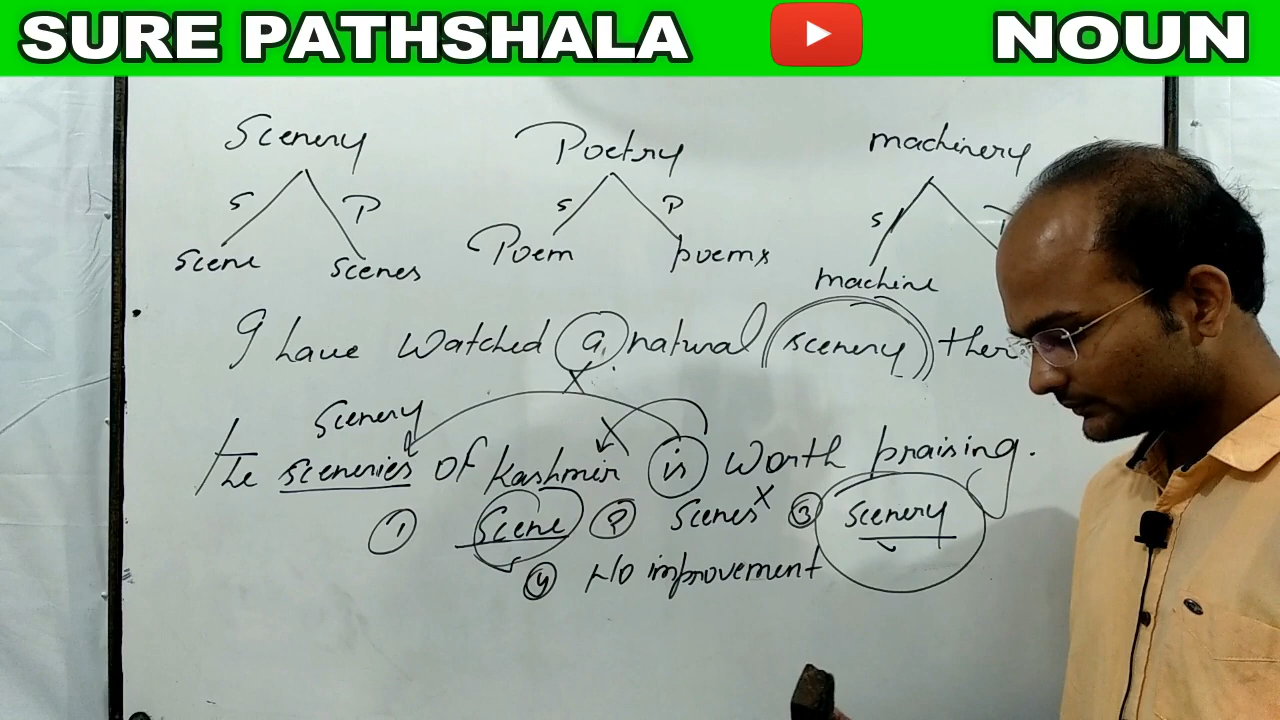 SURE PATHSHALA NOUN
Scenery Poetry machinery
S P S P S
scene scenes Poem poems machine
I have watched a natural scenery ther
Scenery
The sceneries of Kashmir is worth praising.
1 Scene 2 Scenes 3 Scenery
4 No improvement